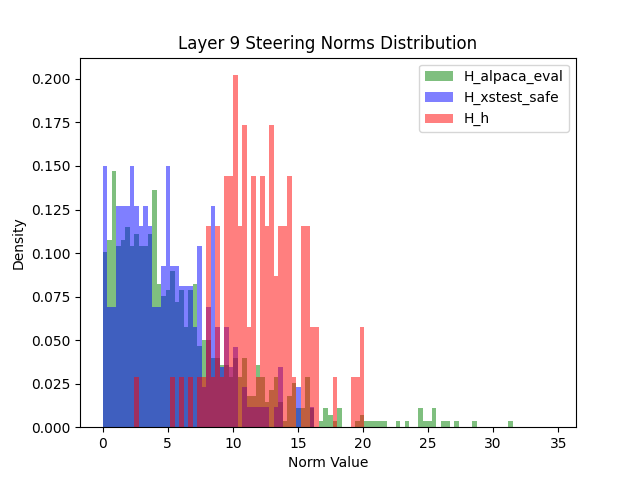 Layer 9 Steering Norms Distribution
H_alpaca_eval
H_xstest_safe
H_h
Density
0.200
0.175
0.150
0.125
0.100
0.075
0.050
0.025
0.000
0 5 10 15 20 25 30 35
Norm Value